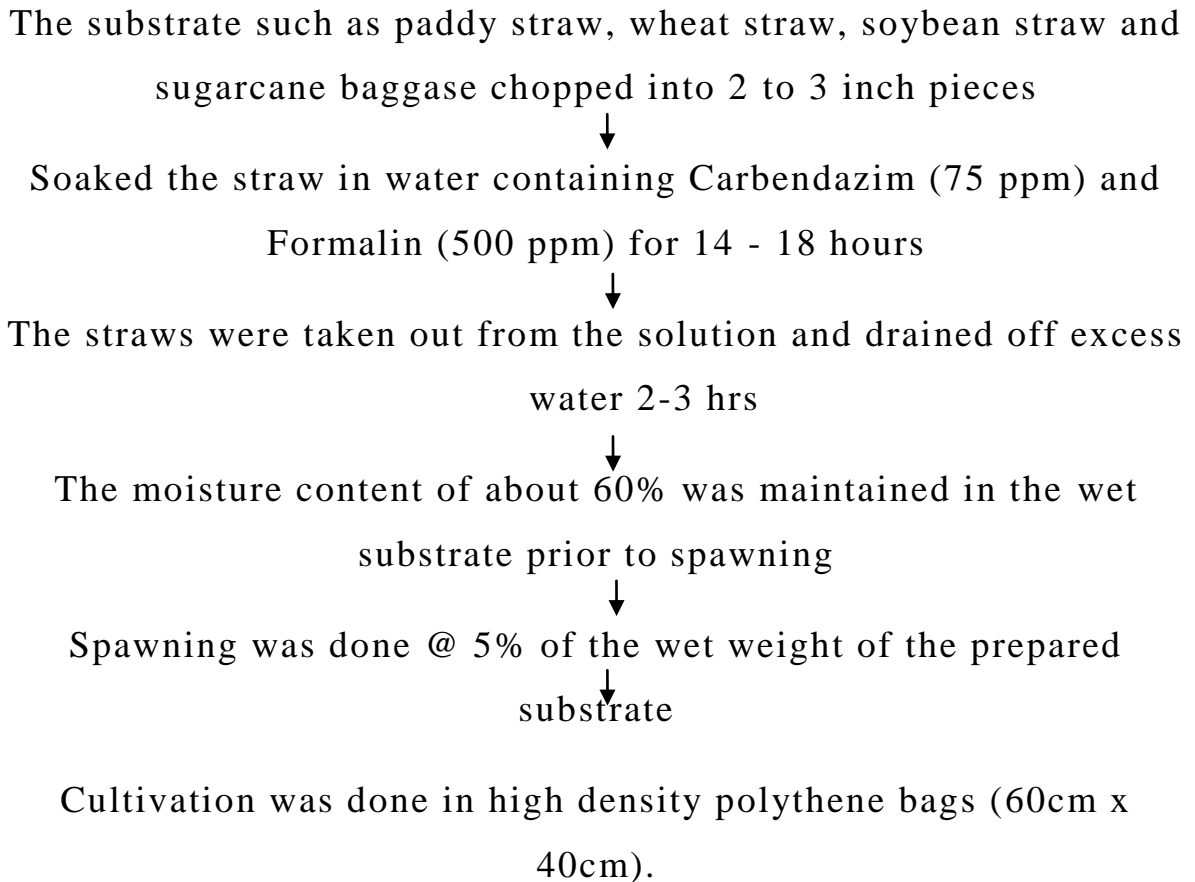 The substrate such as paddy straw, wheat straw, soybean straw and
sugarcane baggase chopped into 2 to 3 inch pieces
Soaked the straw in water containing Carbendazim (75 ppm) and
Formalin (500 ppm) for 14 - 18 hours
The straws were taken out from the solution and drained off excess
water 2-3 hrs
The moisture content of about 60% was maintained in the wet
substrate prior to spawning
Spawning was done @ 5% of the wet weight of the prepared
substrate
Cultivation was done in high density polythene bags (60cm x
40cm).